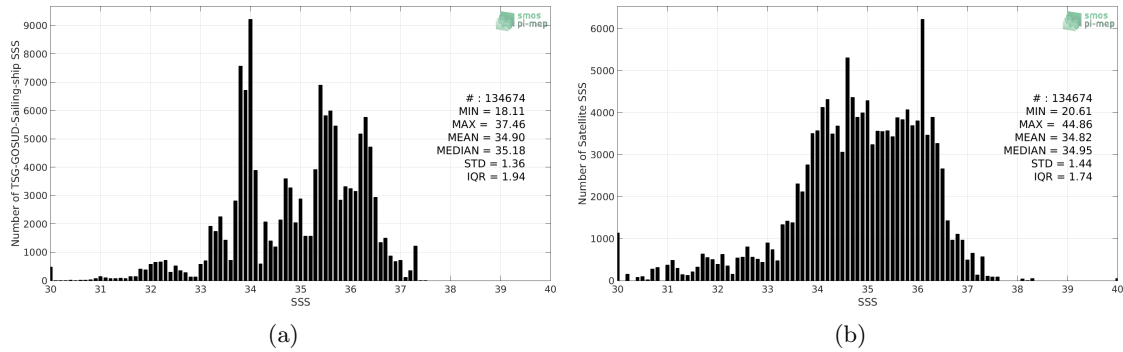 smos
pi-mep
9000
8000
7000
6000
5000
4000
3000
2000
1000
0
Number of TSG-GOSUD-Sailing-ship SSS
# : 134674
MIN = 18.11
MAX = 37.46
MEAN = 34.90
MEDIAN = 35.18
STD = 1.36
IQR = 1.94
30 31 32 33 34 35 36 37 38 39 40
SSS
(a)
smos
pi-mep
6000
5000
4000
3000
2000
1000
0
Number of Satellite SSS
# : 134674
MIN = 20.61
MAX = 44.86
MEAN = 34.82
MEDIAN = 34.95
STD = 1.44
IQR = 1.74
30 31 32 33 34 35 36 37 38 39 40
SSS
(b)